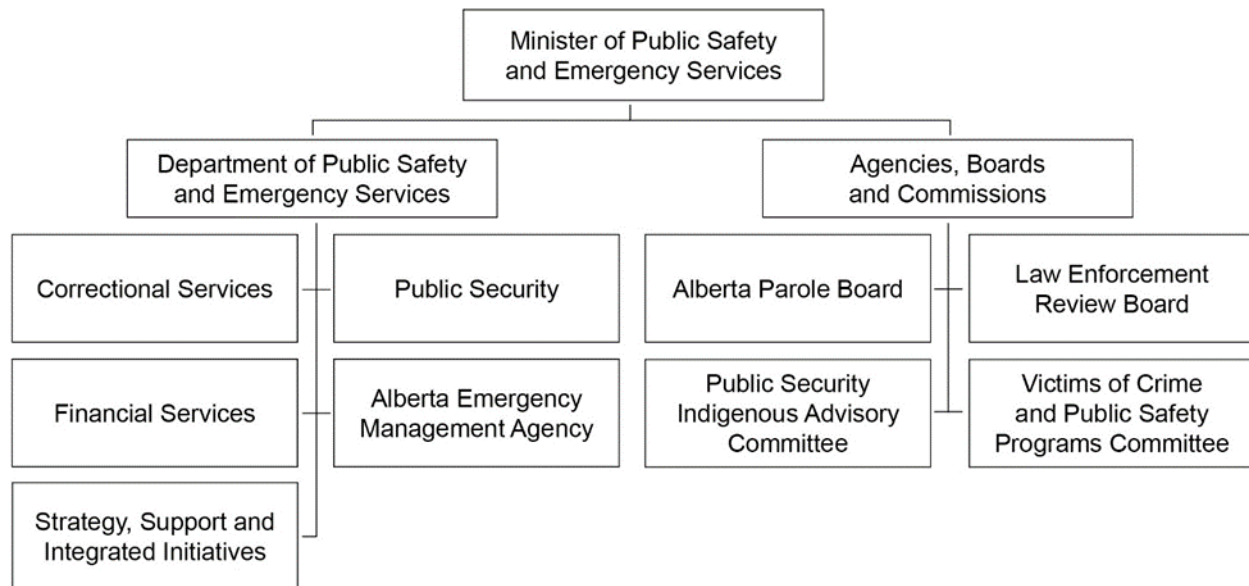 Minister of Public Safety
and Emergency Services
Department of Public Safety
and Emergency Services
Agencies, Boards
and Commissions
Correctional Services
Public Security
Alberta Parole Board
Law Enforcement
Review Board
Financial Services
Alberta Emergency
Management Agency
Public Security
Indigenous Advisory
Committee
Victims of Crime
and Public Safety
Programs Committee
Strategy, Support and
Integrated Initiatives